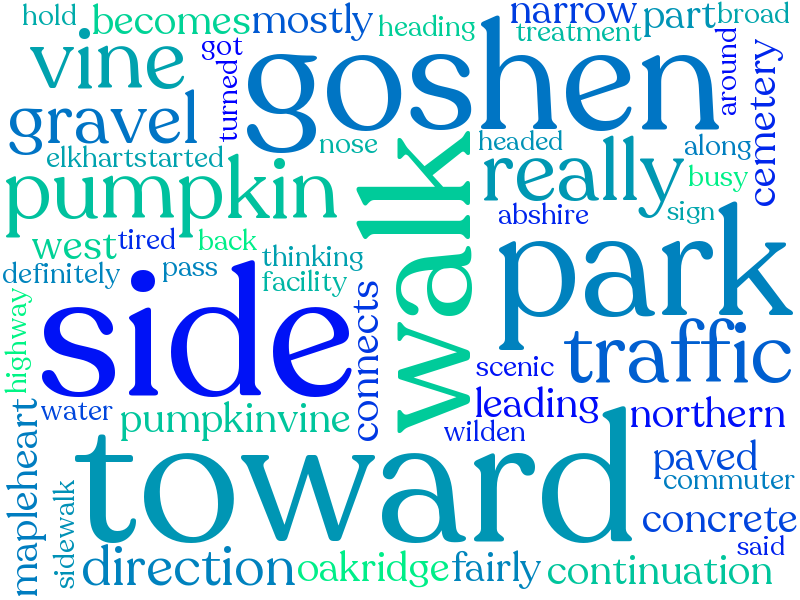 hold
becomes
mostly
heading
narrow
treatment
part
broad
vine
got
turned
goshen
around
cemetery
gravel
elkhart
started
nose
walk
headed
really
along
busy
sign
abshire
pumpkin
west
tired
back
thinking
facility
definitely
pass
side
connects
park
traffic
highway
water
pumpkinvine
scenic
leading
wilden
northern
mapleheart
sidewalk
toward
paved
commuter
concrete
said
direction
oakridge
fairly
continuation